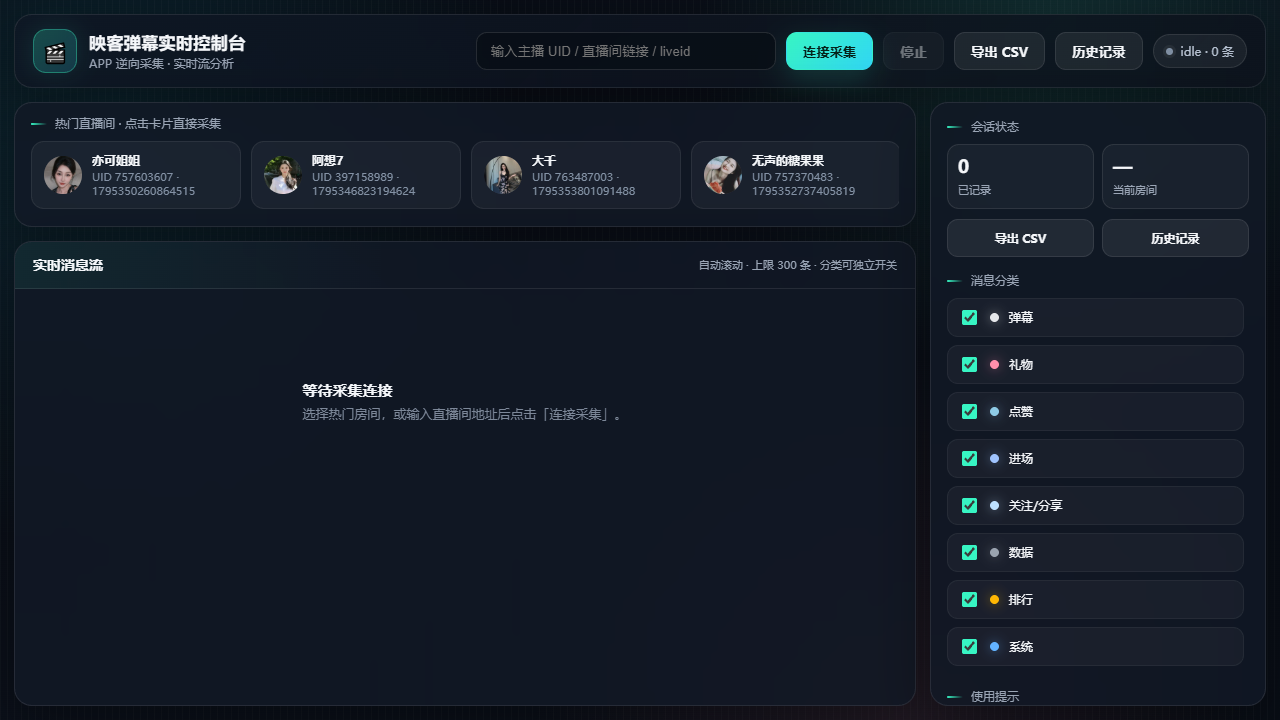 映客弹幕实时控制台
APP 逆向采集 · 实时流分析
输入主播 UID / 直播间链接 / liveid
连接采集
停止
导出 CSV
历史记录
idle · 0 条
热门直播间 · 点击卡片直接采集
亦可姐姐
UID 757603607 ·
1795350260864515
阿想7
UID 397158989 ·
1795346823194624
大千
UID 763487003 ·
1795353801091488
无声的糖果果
UID 757370483 ·
1795352737405819
实时消息流
自动滚动 · 上限 300 条 · 分类可独立开关
等待采集连接
选择热门房间，或输入直播间地址后点击「连接采集」。
会话状态
0
已记录
—
当前房间
导出 CSV
历史记录
消息分类
弹幕
礼物
点赞
进场
关注/分享
数据
排行
系统
使用提示